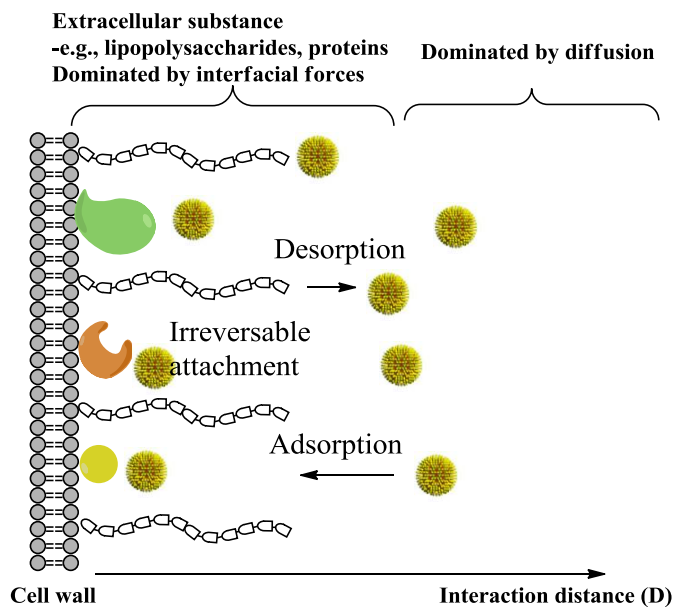 Extracellular substance
-e.g., lipopolysaccharides, proteins
Dominated by interfacial forces
Dominated by diffusion
Desorption
Irreversable
attachment
Adsorption
Cell wall
Interaction distance (D)